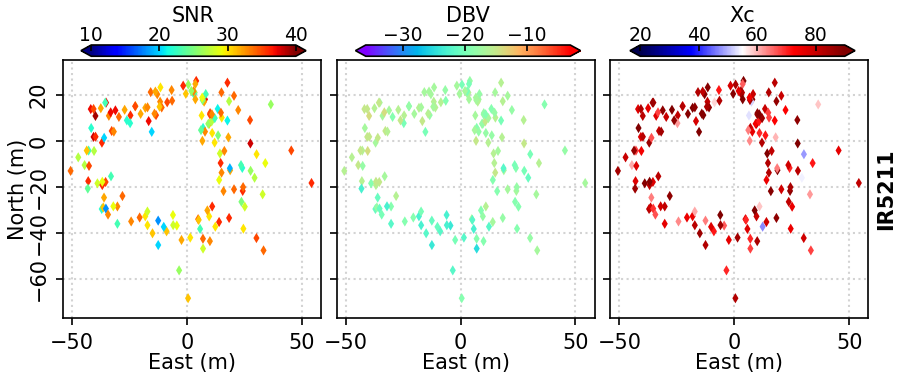 SNR DBV Xc
10 20 30 40 −30 −20 −10 20 40 60 80
20
0
−20
−40
−60
North (m)
IR5211
−50 0 50 −50 0 50 −50 0 50
East (m) East (m) East (m)